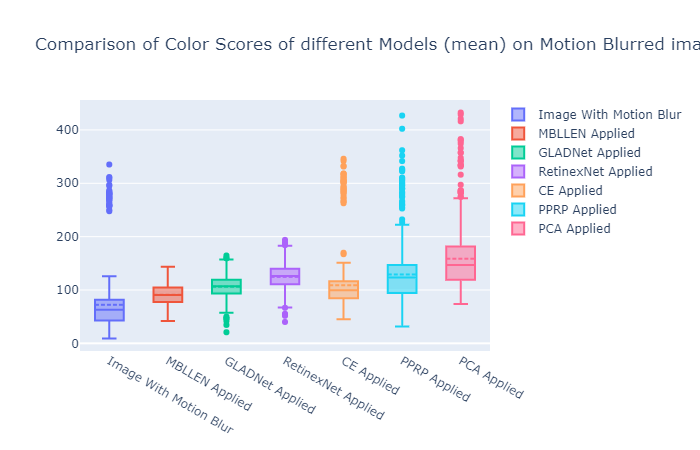 Comparison of Color Scores of different Models (mean) on Motion Blurred ima
400
300
200
100
0
Image With Motion Blur
MBLLEN Applied
GLADNet Applied
RetinexNet Applied
CE Applied
PPRP Applied
PCA Applied
Image With Motion Blur
MBLLEN Applied
GLADNet Applied
RetinexNet Applied
CE Applied
PPRP Applied
PCA Applied